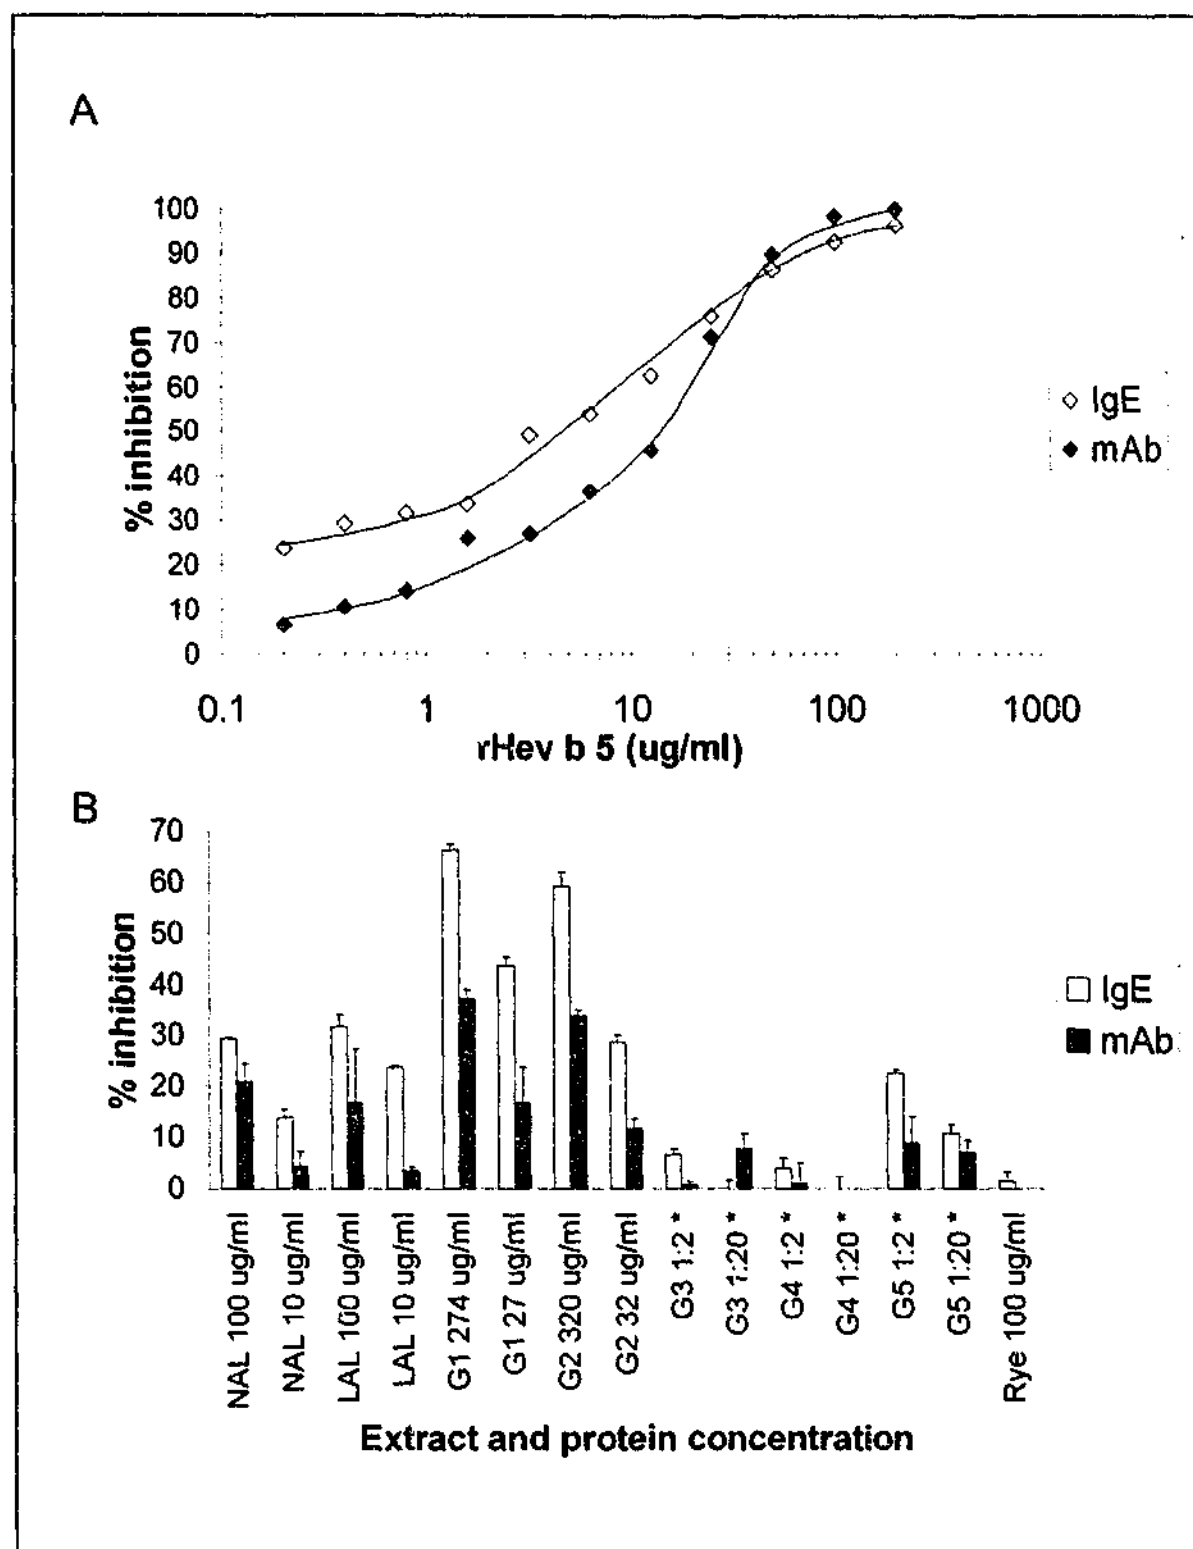 A
100
90
80
70
60
50
40
30
20
10
0
% inhibition
0.1 1 10 100 1000
rHev b 5 (ug/ml)
IgE
mAb
B
70
60
50
40
30
20
10
0
% inhibition
IgE
mAb
NAL 100 ug/ml
NAL 10 ug/ml
LAL 100 ug/ml
LAL 10 ug/ml
G1 274 ug/ml
G1 27 ug/ml
G2 320 ug/ml
G2 32 ug/ml
G3 1:2 *
G3 1:20 *
G4 1:2 *
G4 1:20 *
G5 1:2 *
G5 1:20 *
Rye 100 ug/ml
Extract and protein concentration